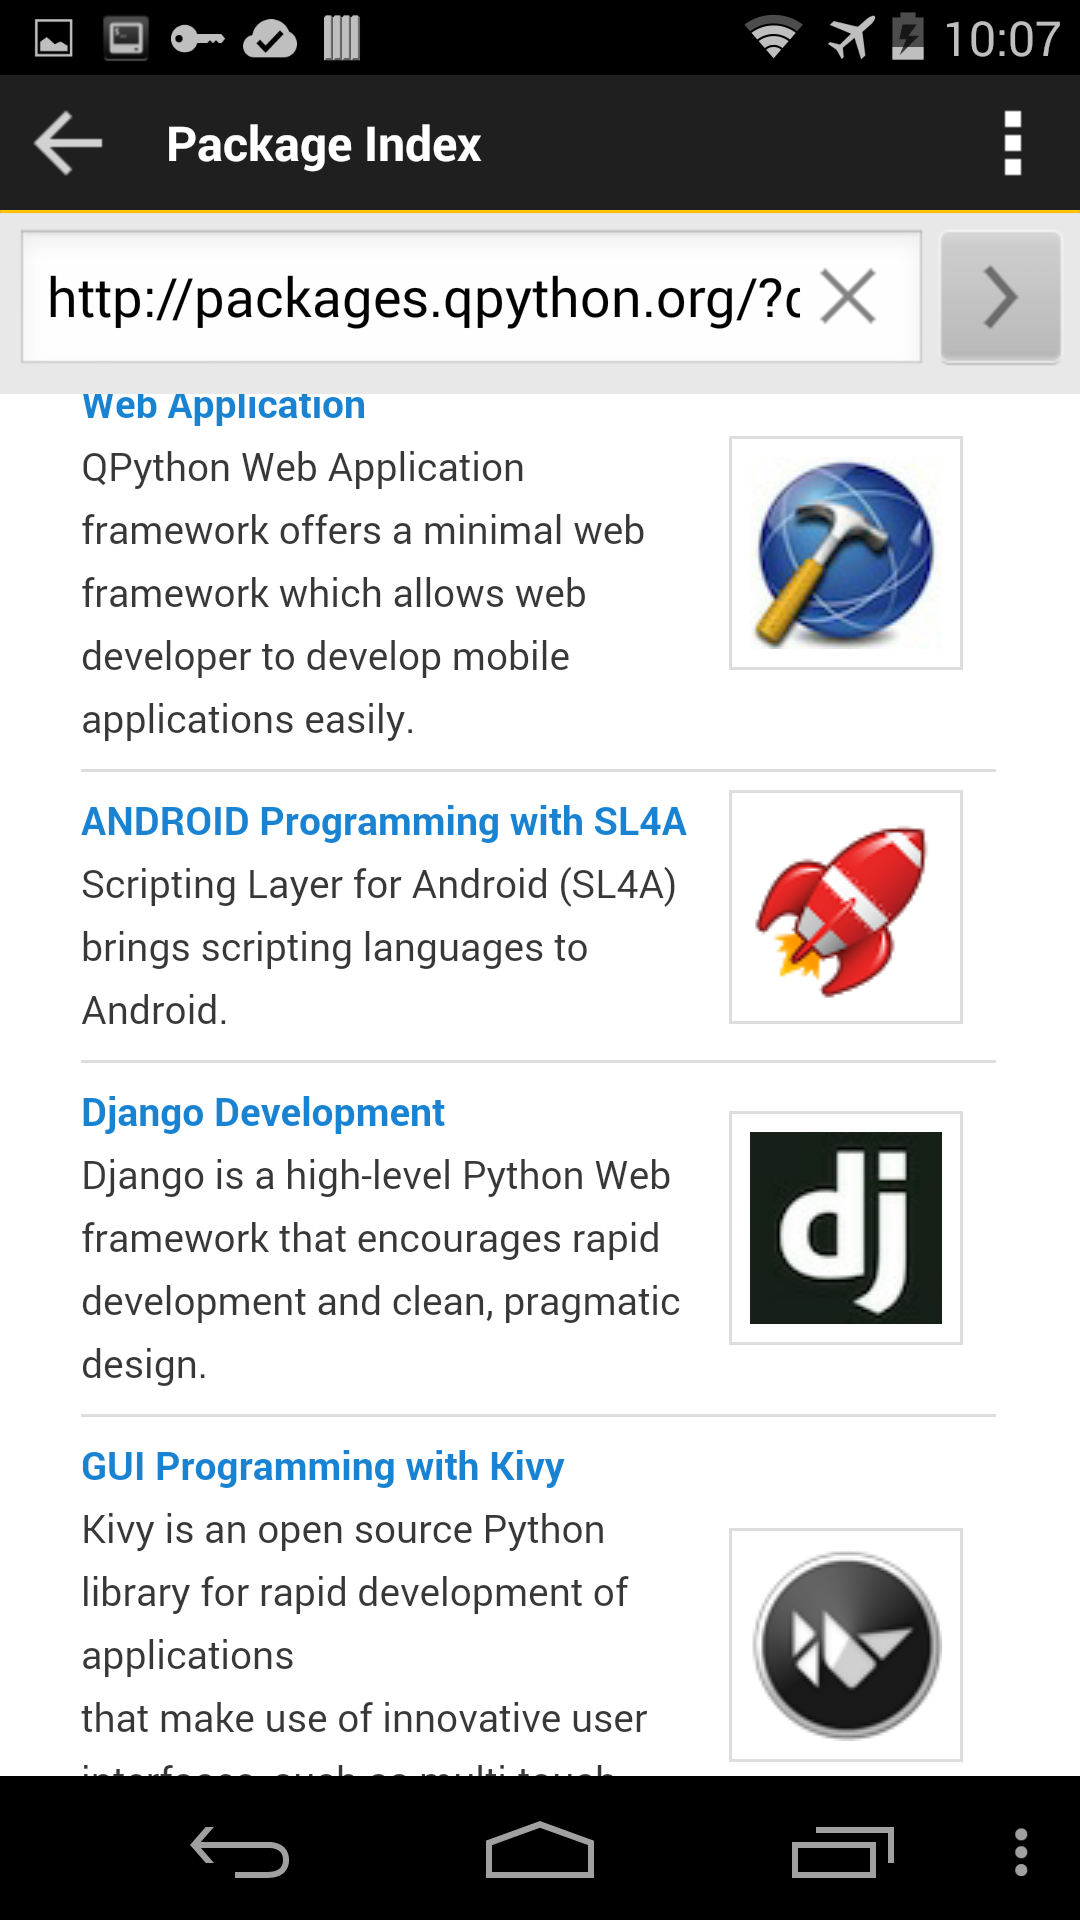 10:07
Package Index
http://packages.qpython.org/?
Web Application
QPython Web Application
framework offers a minimal web
framework which allows web
developer to develop mobile
applications easily.
ANDROID Programming with SL4A
Scripting Layer for Android (SL4A)
brings scripting languages to
Android.
Django Development
Django is a high-level Python Web
framework that encourages rapid
development and clean, pragmatic
design.
dj
GUI Programming with Kivy
Kivy is an open source Python
library for rapid development of
applications
that make use of innovative user